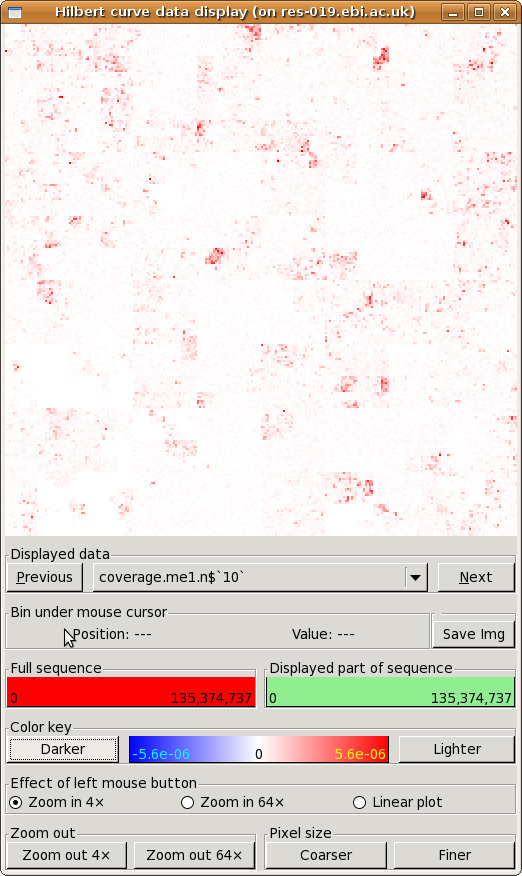 Hilbert curve data display (on res-019.ebi.ac.uk)
Displayed data
Previous coverage.me1.n$`10` Next
Bin under mouse cursor
Position: --- Value: --- Save Img
Full sequence Displayed part of sequence
0 135,374,737 0 135,374,737
Color key
Darker -5.6e-06 0 5.6e-06 Lighter
Effect of left mouse button
Zoom in 4× Zoom in 64× Linear plot
Zoom out Pixel size
Zoom out 4× Zoom out 64× Coarser Finer